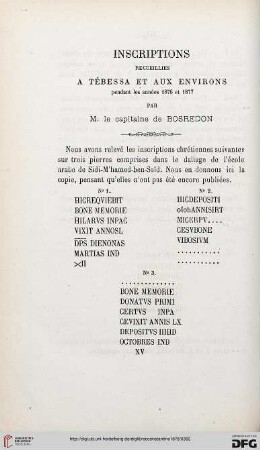 INSCRIPTIONS
RECUEILLIES
A TÉBESSA ET AUX ENVIRONS
pendant les années 1876 et 1877
PAR
M. le capitaine de BOSREDON
Nous avons relevé les inscriptions chrétiennes suivantes
sur trois pierres comprises dans le dallage de l'école
arabe de Sidi-M'hamed-ben-Saïd. Nous en donnons ici la
copie, pensant qu'elles n'ont pas été encore publiées.
N° 1.
HICREQVIEBIT
BONE MEMORIE
HILARVS INPAC
VIXIT ANNOSL
DPS DIENONAS
MARTIAS IND
N° 2.
HICDEPOSITI
MICRPV....
CESVBONE
VIBOSIVM
..........
..........
N° 3.
................
BONE MEMORIE
DONATVS PRIMI
CERTVS INPA
CEVIXIT ANNIS LX.
DEPOSITVS IIIID
OCTOBRES IND
XV